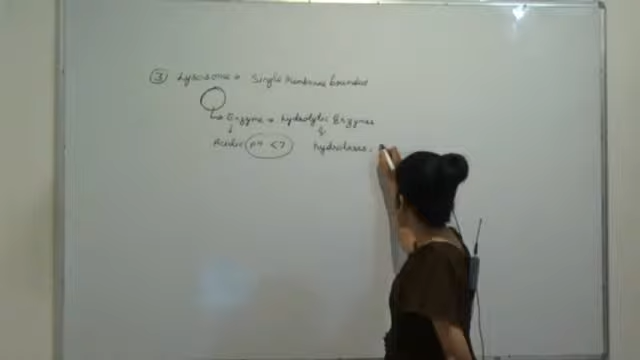 ③ Lysosome → Single Membrane bounded
↳ Enzyme → hydrolytic Enzymes
↓ &
Acidic pH <7 hydrolases,